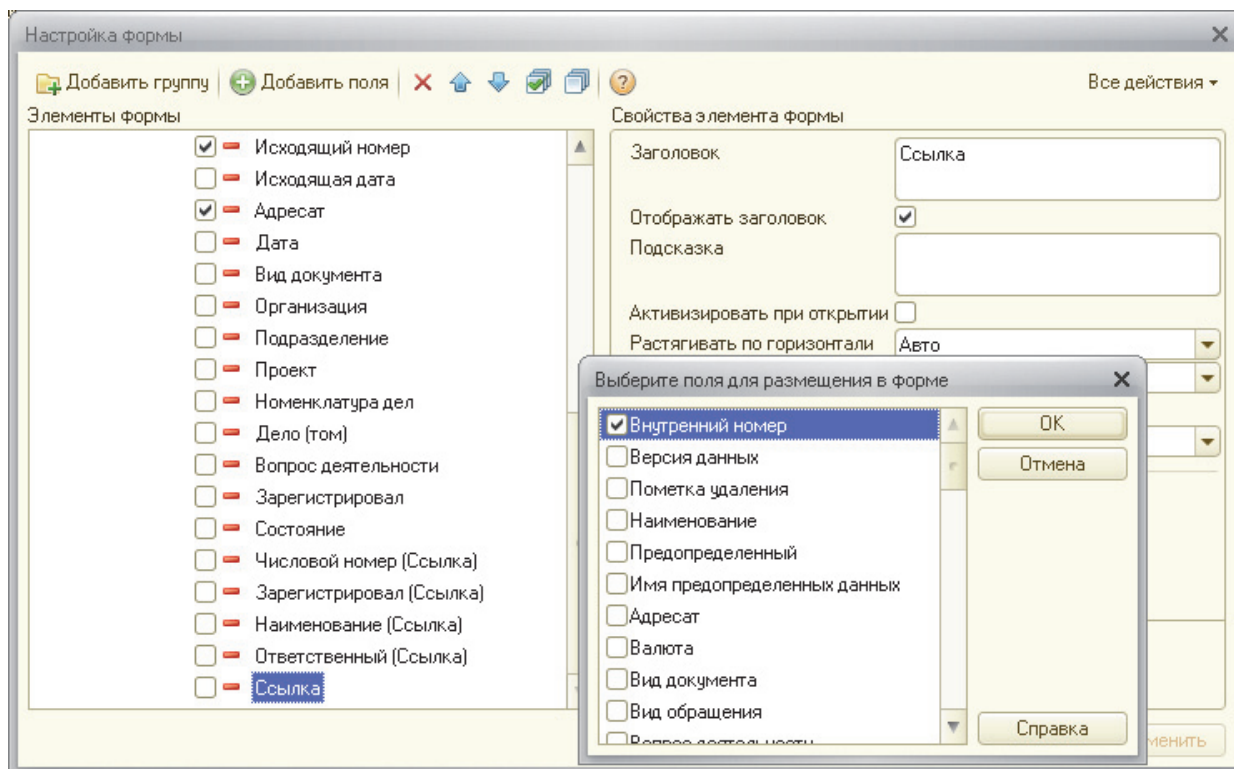 Настройка формы
Добавить группу Добавить поля Все действия
Элементы формы
Исходящий номер
Исходящая дата
Адресат
Дата
Вид документа
Организация
Подразделение
Проект
Номенклатура дел
Дело (том)
Вопрос деятельности
Зарегистрировал
Состояние
Числовой номер (Ссылка)
Зарегистрировал (Ссылка)
Наименование (Ссылка)
Ответственный (Ссылка)
Ссылка
Свойства элемента формы
Заголовок Ссылка
Отображать заголовок
Подсказка
Активизировать при открытии
Растягивать по горизонтали Авто
Выберите поля для размещения в форме
Внутренний номер
Версия данных
Пометка удаления
Наименование
Предопределенный
Имя предопределенных данных
Адресат
Валюта
Вид документа
Вид обращения
Вопрос деятельности
ОК
Отмена
Справка
менить